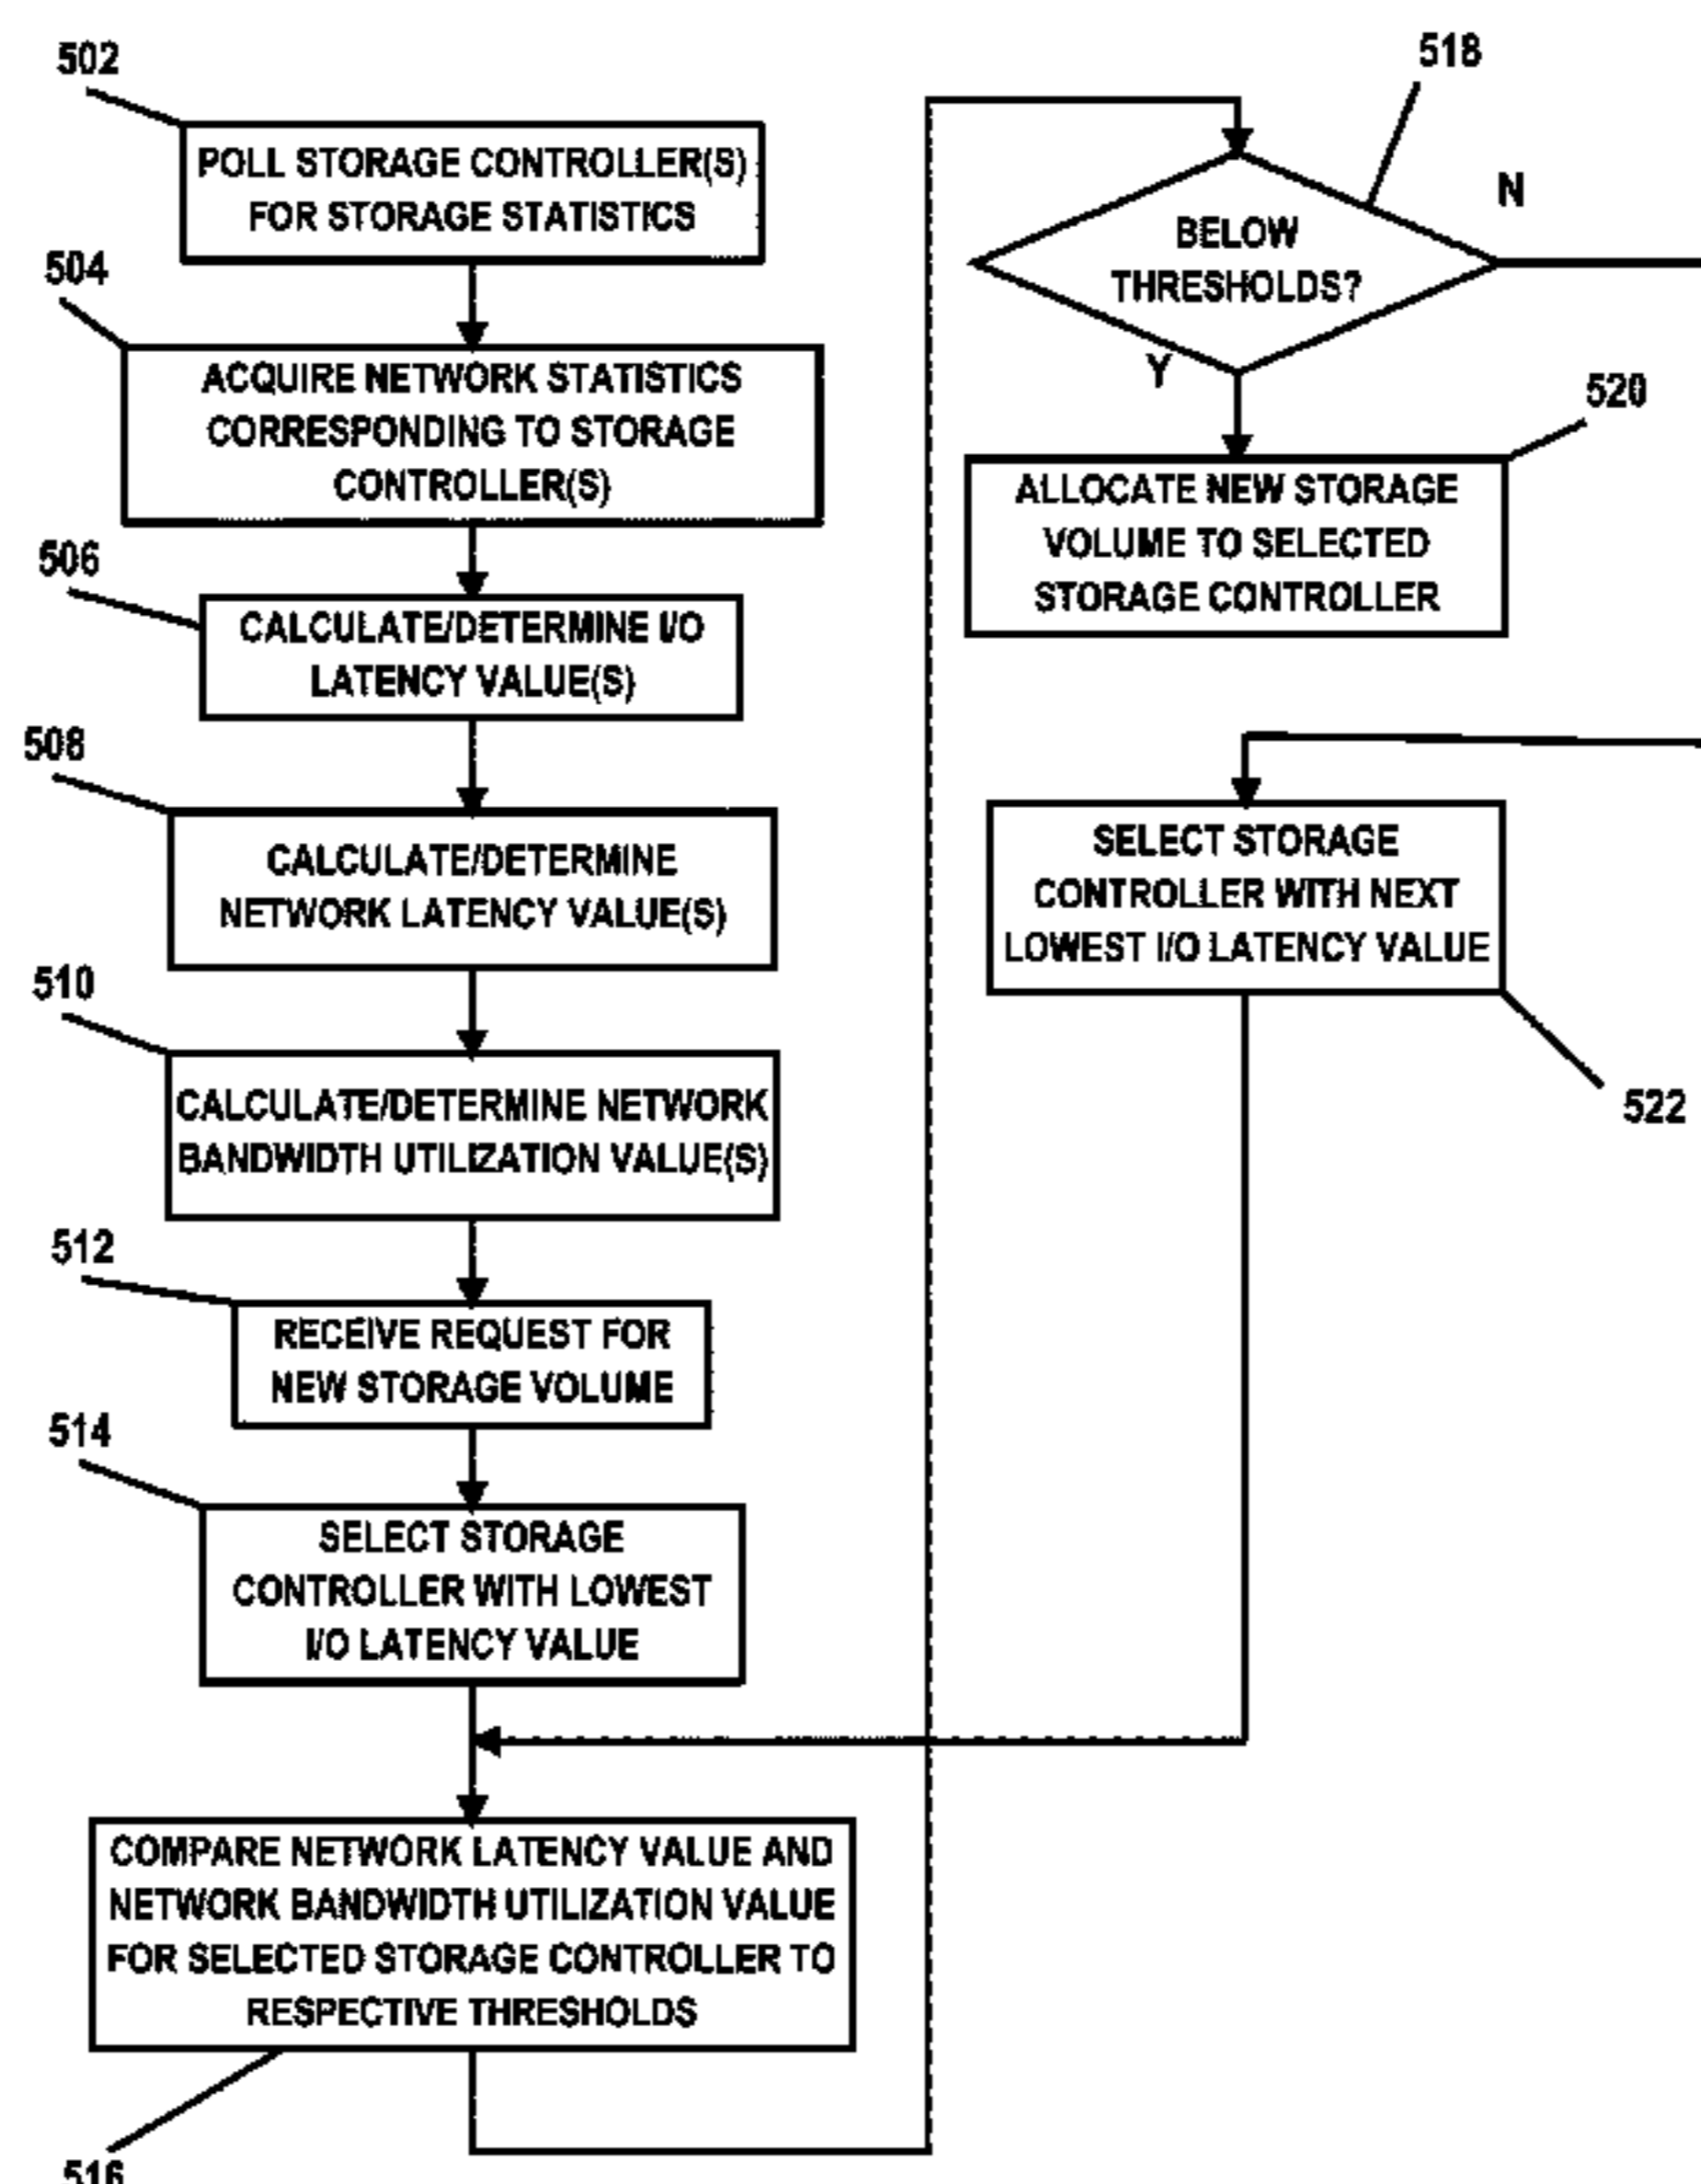 502
POLL STORAGE CONTROLLER(S)
FOR STORAGE STATISTICS
504
ACQUIRE NETWORK STATISTICS
CORRESPONDING TO STORAGE
CONTROLLER(S)
506
CALCULATE/DETERMINE I/O
LATENCY VALUE(S)
508
CALCULATE/DETERMINE
NETWORK LATENCY VALUE(S)
510
CALCULATE/DETERMINE NETWORK
BANDWIDTH UTILIZATION VALUE(S)
512
RECEIVE REQUEST FOR
NEW STORAGE VOLUME
514
SELECT STORAGE
CONTROLLER WITH LOWEST
I/O LATENCY VALUE
COMPARE NETWORK LATENCY VALUE AND
NETWORK BANDWIDTH UTILIZATION VALUE
FOR SELECTED STORAGE CONTROLLER TO
RESPECTIVE THRESHOLDS
516
518
BELOW
THRESHOLDS?
N
Y
520
ALLOCATE NEW STORAGE
VOLUME TO SELECTED
STORAGE CONTROLLER
SELECT STORAGE
CONTROLLER WITH NEXT
LOWEST I/O LATENCY VALUE
522